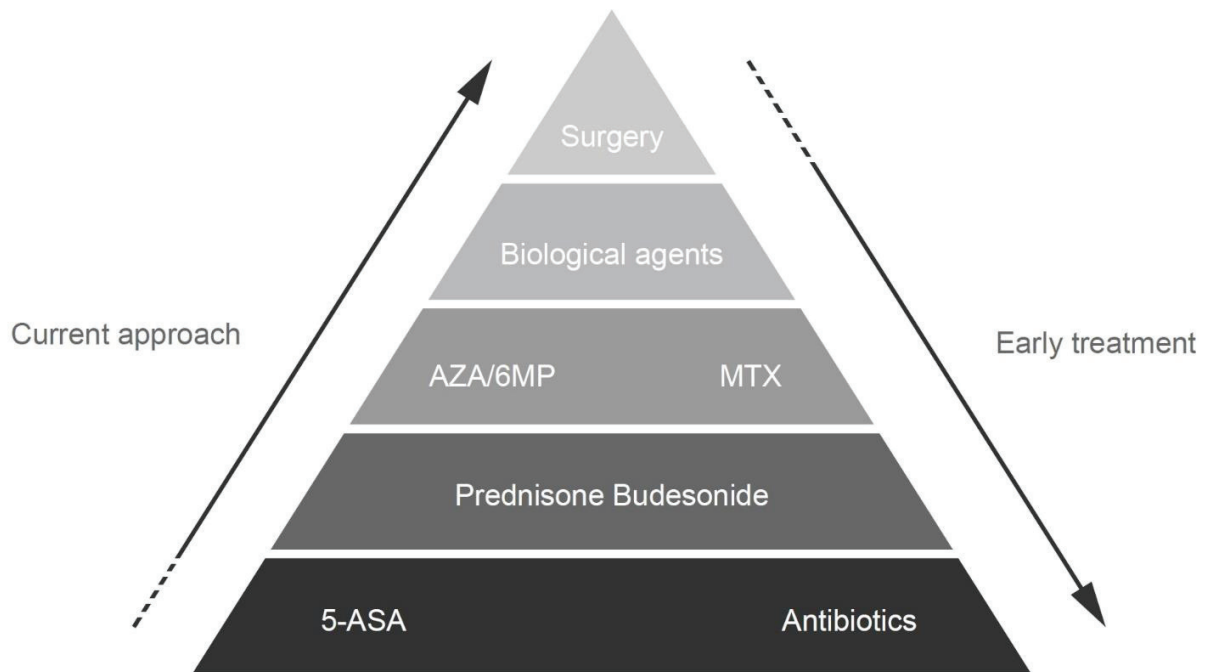 Surgery
Biological agents
Current approach
Early treatment
AZA/6MP MTX
Prednisone Budesonide
5-ASA Antibiotics